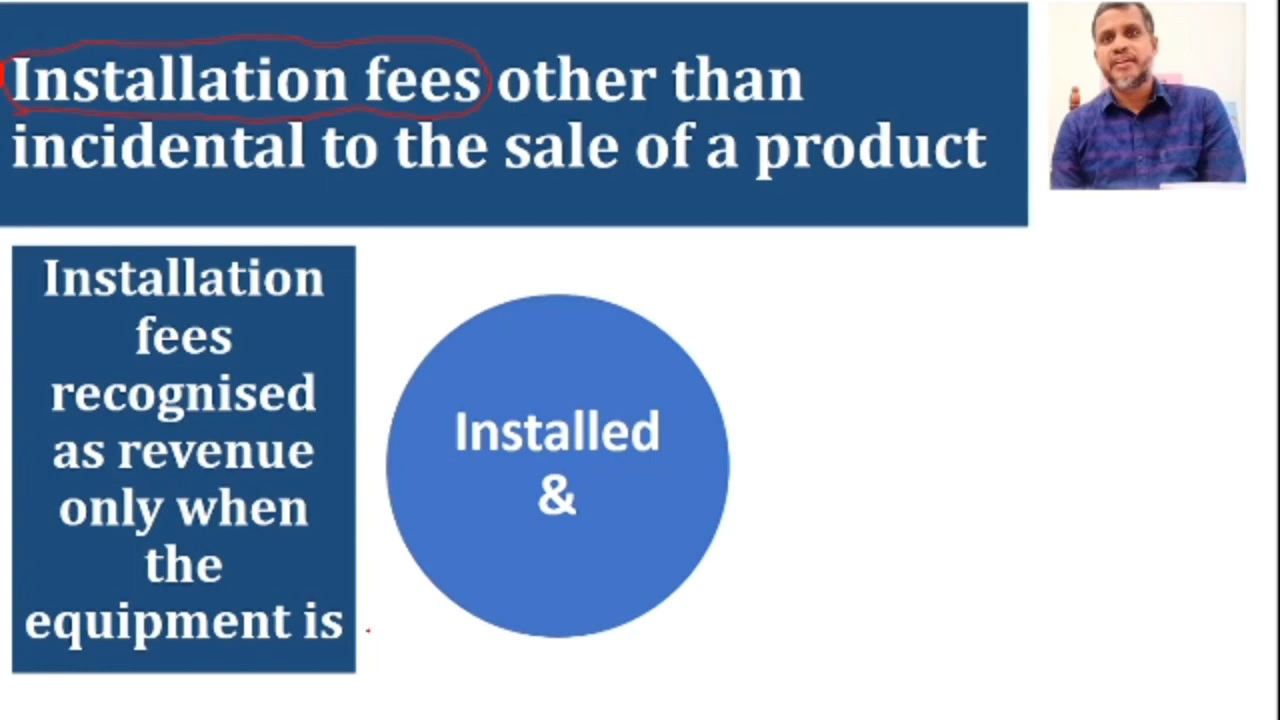 Installation fees other than
incidental to the sale of a product
Installation
fees
recognised
as revenue
only when
the
equipment is
Installed
&